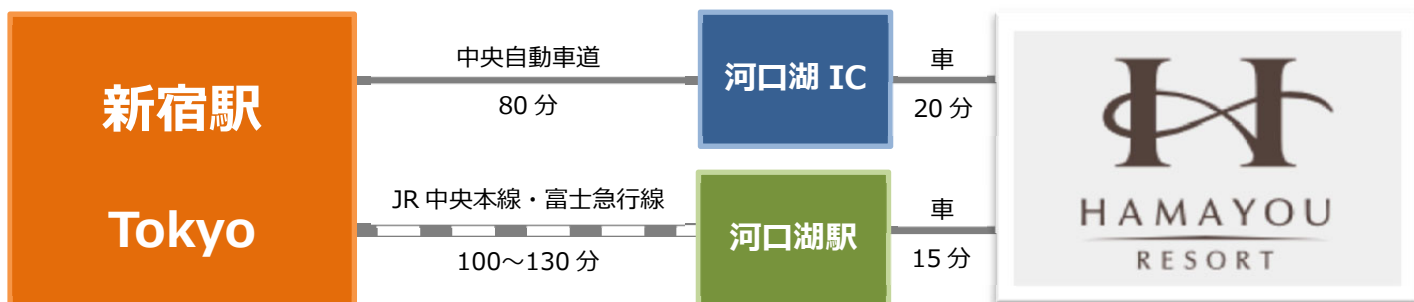 新宿駅
Tokyo
中央自動車道
80 分
河口湖 IC
車
20 分
JR 中央本線・富士急行線
100～130 分
河口湖駅
車
15 分
HAMAYOU
RESORT